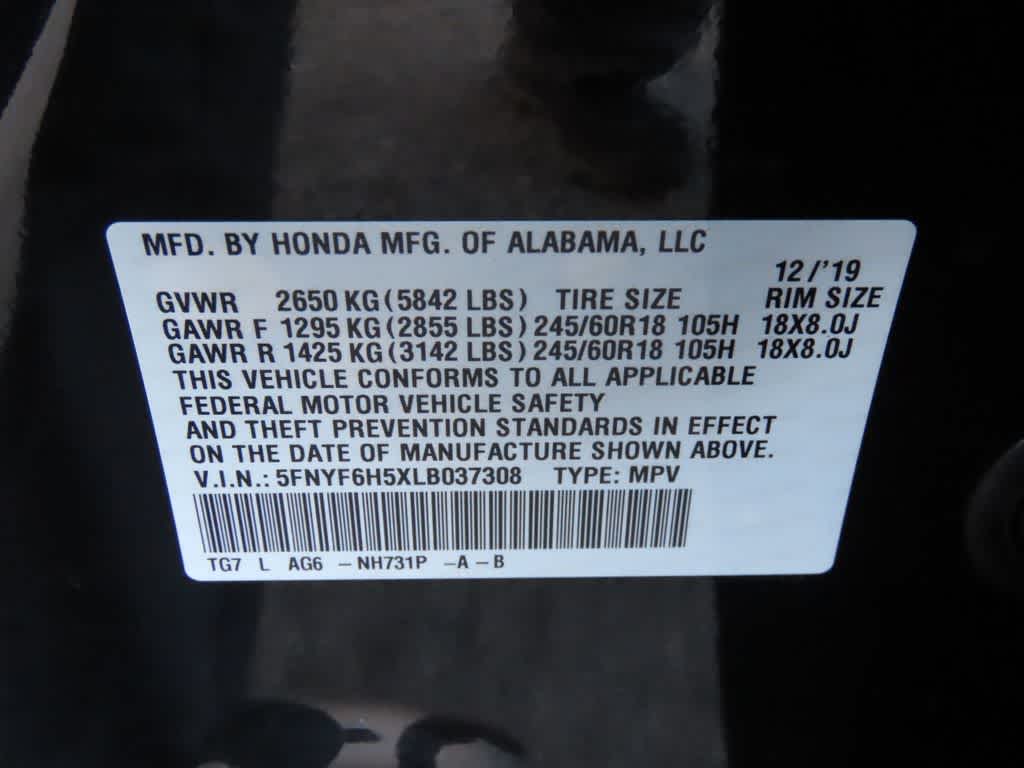 MFD. BY HONDA MFG. OF ALABAMA, LLC
12/'19
GVWR 2650 KG (5842 LBS) TIRE SIZE RIM SIZE
GAWR F 1295 KG (2855 LBS) 245/60R18 105H 18X8.0J
GAWR R 1425 KG (3142 LBS) 245/60R18 105H 18X8.0J
THIS VEHICLE CONFORMS TO ALL APPLICABLE
FEDERAL MOTOR VEHICLE SAFETY
AND THEFT PREVENTION STANDARDS IN EFFECT
ON THE DATE OF MANUFACTURE SHOWN ABOVE.
V.I.N.: 5FNYF6H5XLB037308 TYPE: MPV
TG7 L AG6 -NH731P -A-B